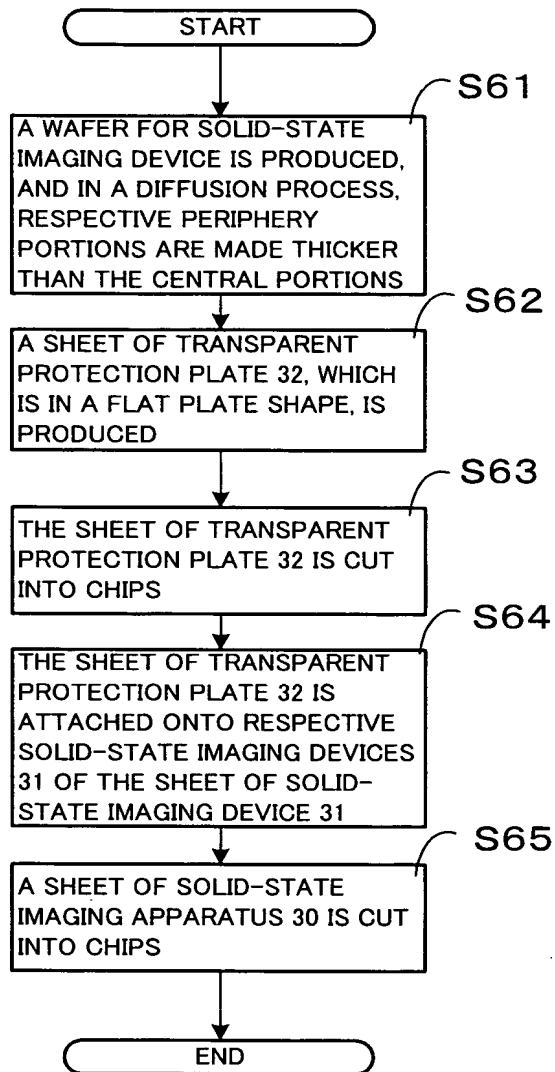 START
S61
A WAFER FOR SOLID-STATE
IMAGING DEVICE IS PRODUCED,
AND IN A DIFFUSION PROCESS,
RESPECTIVE PERIPHERY
PORTIONS ARE MADE THICKER
THAN THE CENTRAL PORTIONS
S62
A SHEET OF TRANSPARENT
PROTECTION PLATE 32, WHICH
IS IN A FLAT PLATE SHAPE, IS
PRODUCED
S63
THE SHEET OF TRANSPARENT
PROTECTION PLATE 32 IS CUT
INTO CHIPS
S64
THE SHEET OF TRANSPARENT
PROTECTION PLATE 32 IS
ATTACHED ONTO RESPECTIVE
SOLID-STATE IMAGING DEVICES
31 OF THE SHEET OF SOLID-
STATE IMAGING DEVICE 31
S65
A SHEET OF SOLID-STATE
IMAGING APPARATUS 30 IS CUT
INTO CHIPS
END